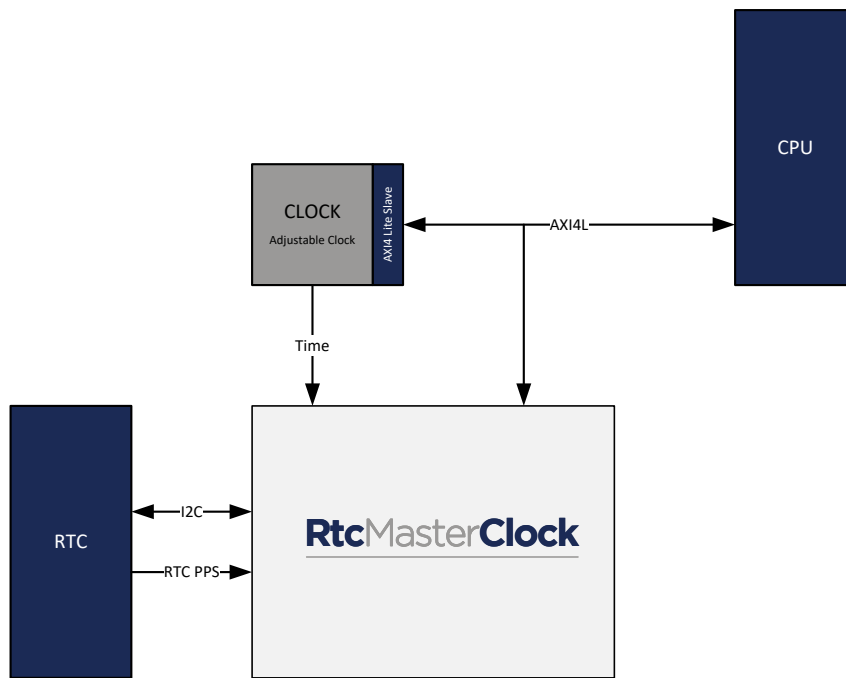 CPU
CLOCK
Adjustable Clock
AXI4 Lite Slave
AXI4L
Time
RTC
I2C
RTC PPS
RtcMasterClock